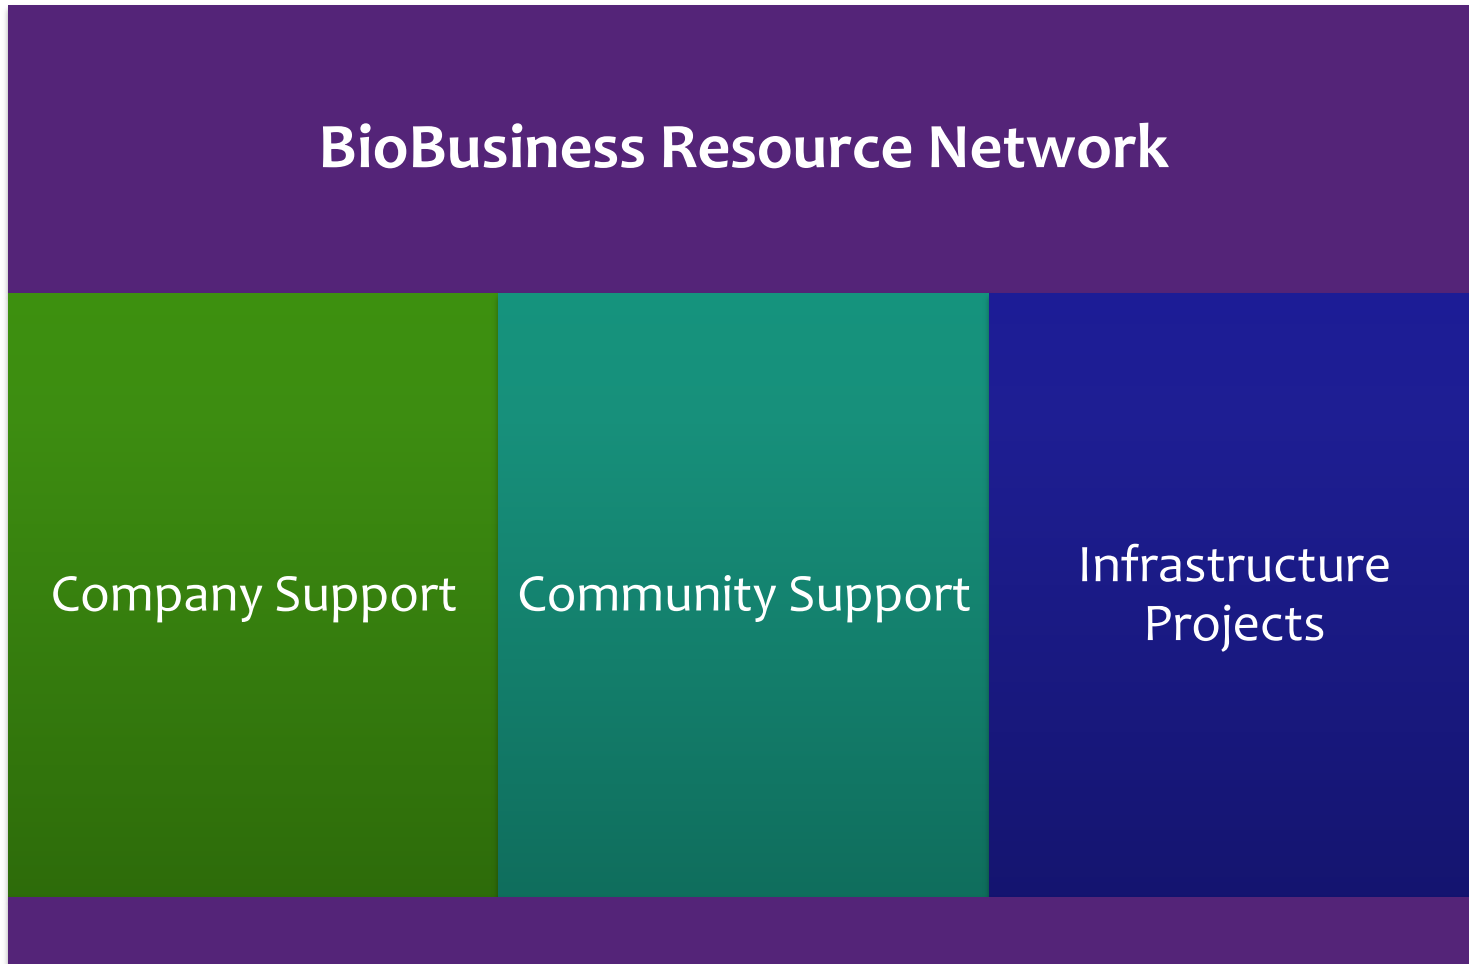 BioBusiness Resource Network
Company Support
Community Support
Infrastructure
Projects